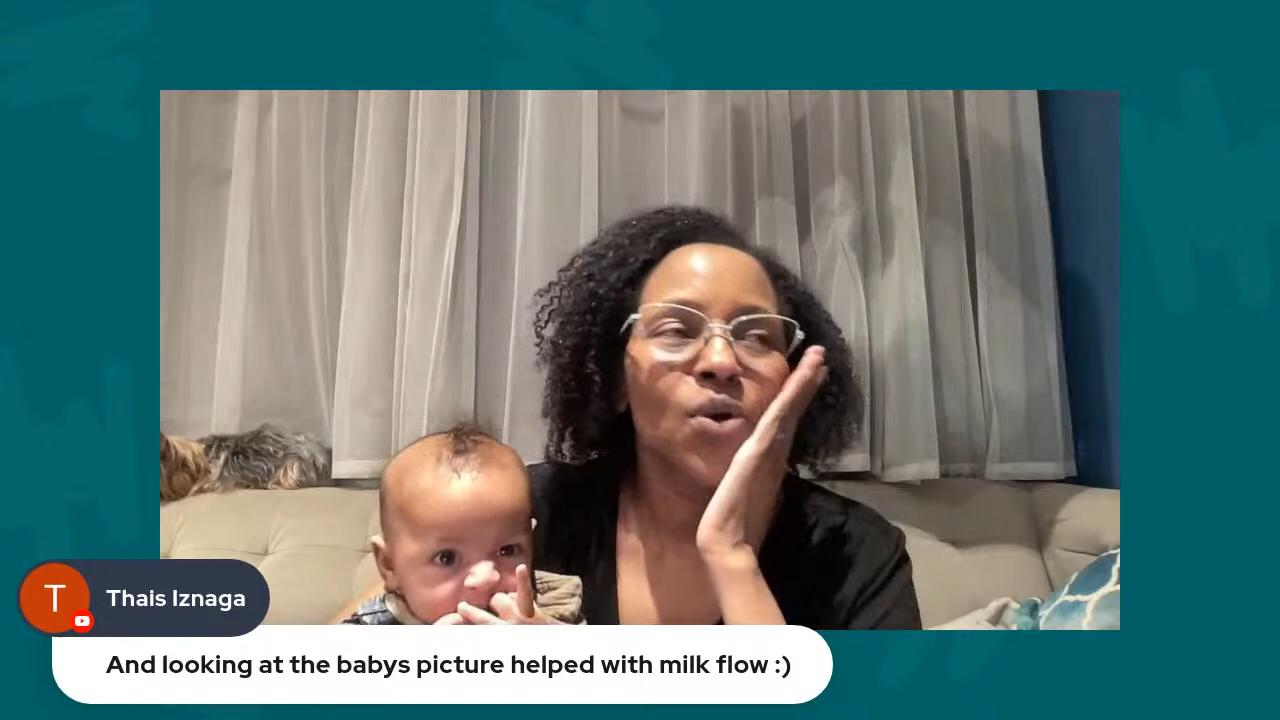 T
Thais Iznaga
And looking at the babys picture helped with milk flow :)